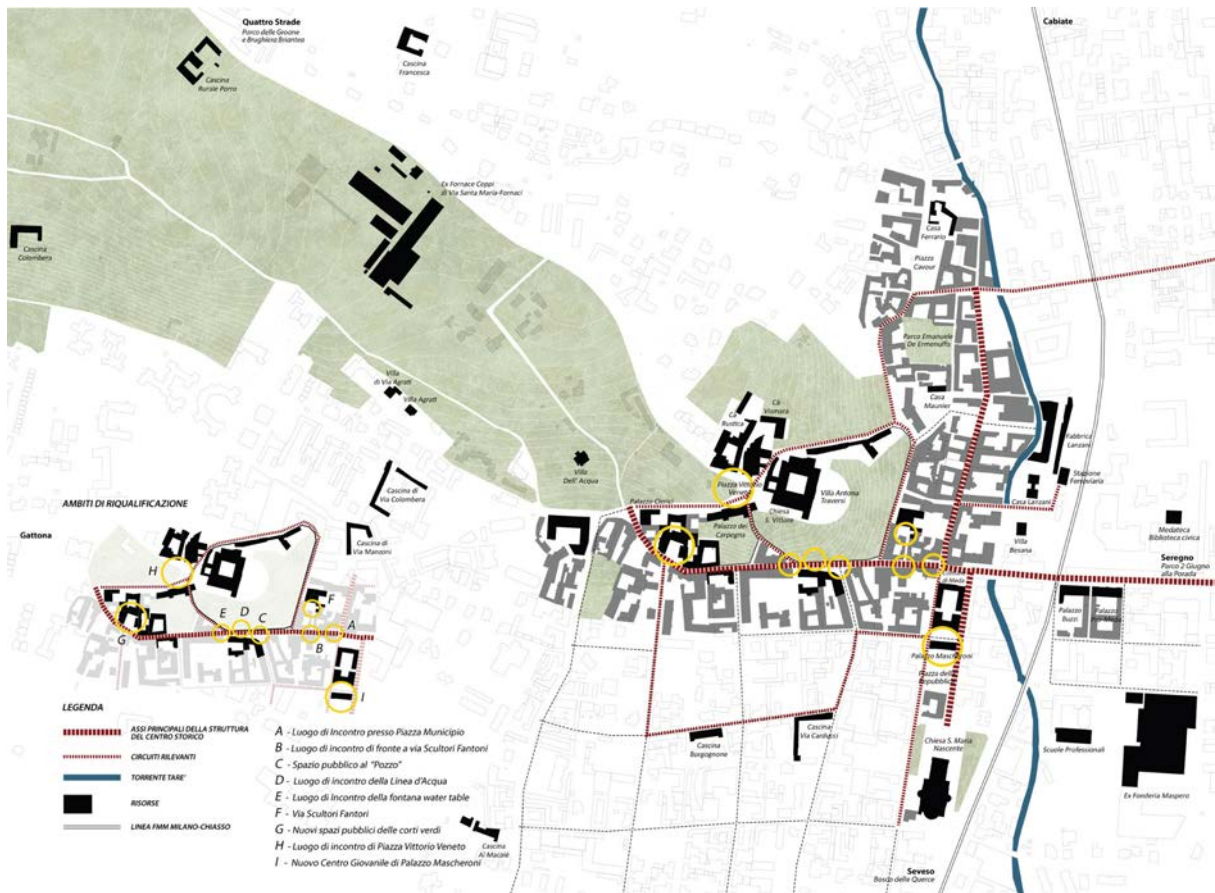 Quattro Strade
Parco delle Groane
e Brughiera Briantea
Cabiate
Cascina
Francesca
Cascina
Rurale Porro
Ex Fornace Ceppi
di Via Santa Maria-Fornaci
Cascina
Colombera
Casa
Ferrario
Piazza
Cavour
Parco Emanuele
De Ermenulfo
Villa
di Via Agrati
Villa Agrati
Casa
Maunier
Cà
Vismara
Cà
Rustica
Fabbrica
Lanzani
Villa
Dell' Acqua
Piazza Vittorio
Veneto
Villa Antona
Traversi
Chiesa
S. Vittore
Stazione
Ferroviaria
Casa Lanzani
Cascina di
Via Colombera
Palazzo Clerici
Palazzo dei
Carpegna
Villa
Besana
Medateca
Biblioteca civica
Seregno
Parco 2 Giugno
alla Porada
AMBITI DI RIQUALIFICAZIONE
Gattona
Cascina di
Via Manzoni
H
F
E
D
C
A
G
B
I
di Meda
Palazzo
Buzzi
Palazzo
Palazzo Mascheroni
Piazza della
Repubblica
Cascina
Borgognone
Cascina
Via Carducci
Chiesa S. Maria
Nascente
Scuole Professionali
Ex Fonderia Maspero
Cascina
Al Macaié
Seveso
Bosco delle Querce
LEGENDA
ASSI PRINCIPALI DELLA STRUTTURA
DEL CENTRO STORICO
CIRCUITI RILEVANTI
TORRENTE TARE'
RISORSE
LINEA FMM MILANO-CHIASSO
A - Luogo di Incontro presso Piazza Municipio
B - Luogo di incontro di fronte a via Scultori Fantoni
C - Spazio pubblico al "Pozzo"
D - Luogo di incontro della Linea d'Acqua
E - Luogo di Incontro della fontana water table
F - Via Scultori Fantori
G - Nuovi spazi pubblici delle corti verdi
H - Luogo di incontro di Piazza Vittorio Veneto
I - Nuovo Centro Giovanile di Palazzo Mascheroni